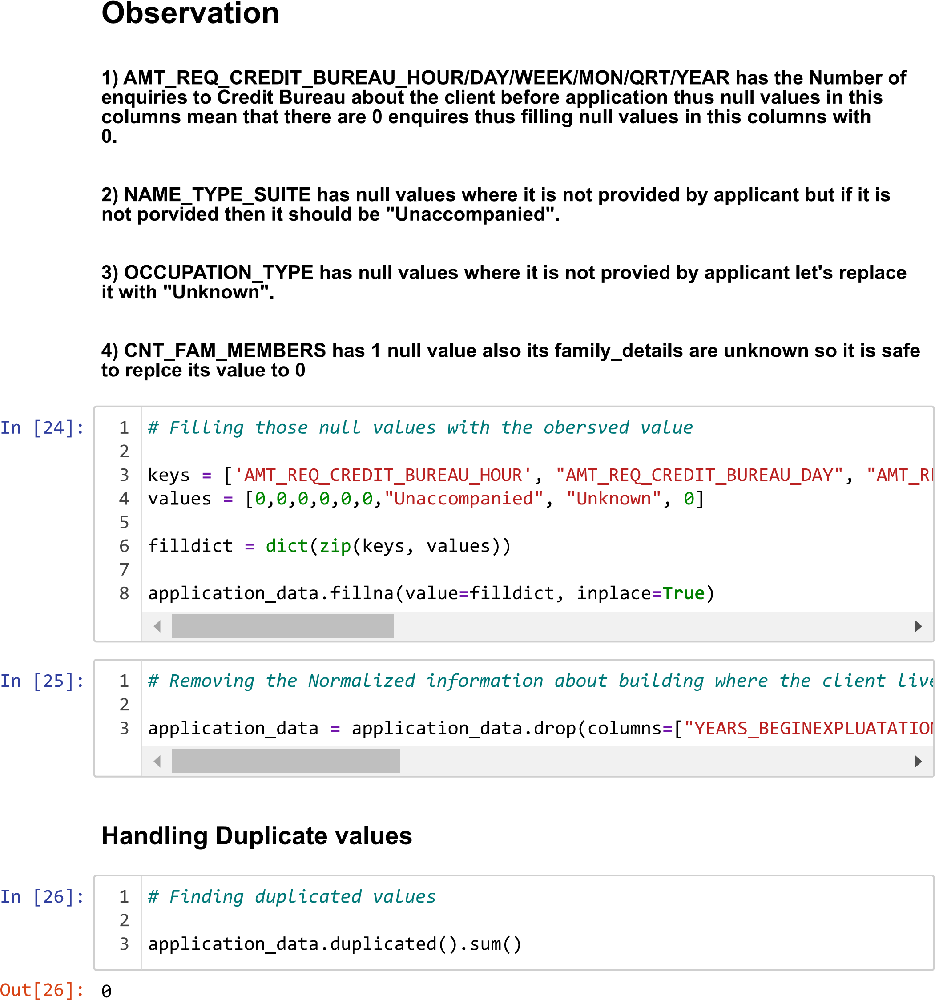 Observation
1) AMT_REQ_CREDIT_BUREAU_HOUR/DAY/WEEK/MON/QRT/YEAR has the Number of
enquiries to Credit Bureau about the client before application thus null values in this
columns mean that there are 0 enquires thus filling null values in this columns with
0.
2) NAME_TYPE_SUITE has null values where it is not provided by applicant but if it is
not porvided then it should be "Unaccompanied".
3) OCCUPATION_TYPE has null values where it is not provied by applicant let's replace
it with "Unknown".
4) CNT_FAM_MEMBERS has 1 null value also its family_details are unknown so it is safe
to replce its value to 0
In [24]:
1 # Filling those null values with the obersved value
2
3 keys = ['AMT_REQ_CREDIT_BUREAU_HOUR', "AMT_REQ_CREDIT_BUREAU_DAY", "AMT_R
4 values = [0,0,0,0,0,0,"Unaccompanied", "Unknown", 0]
5
6 filldict = dict(zip(keys, values))
7
8 application_data.fillna(value=filldict, inplace=True)
In [25]:
1 # Removing the Normalized information about building where the client live
2
3 application_data = application_data.drop(columns=["YEARS_BEGINEXPLUATATION
Handling Duplicate values
In [26]:
1 # Finding duplicated values
2
3 application_data.duplicated().sum()
Out[26]: 0